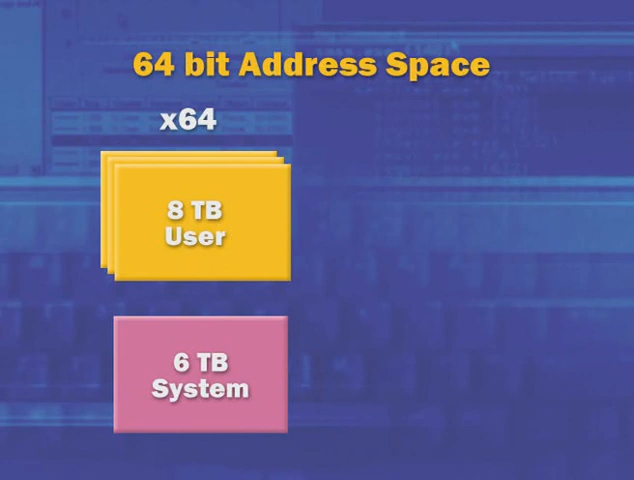 64 bit Address Space
x64
8 TB
User
6 TB
System